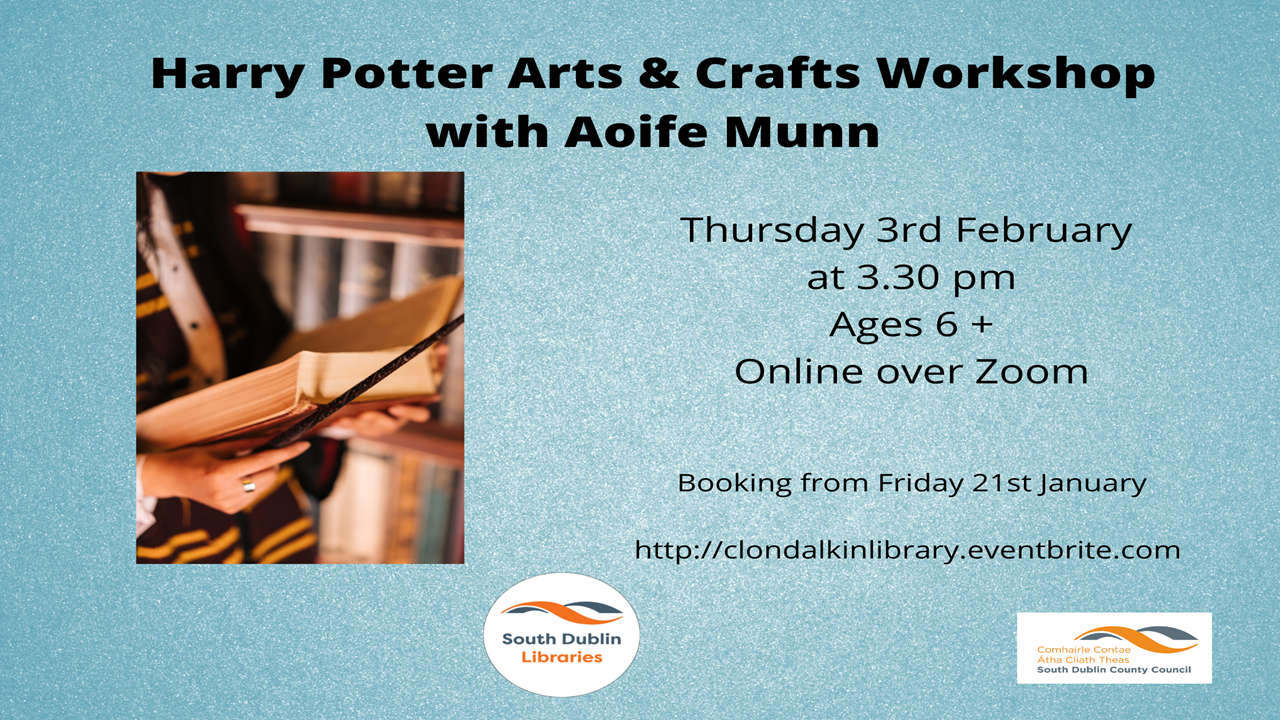 Harry Potter Arts & Crafts Workshop
with Aoife Munn
Thursday 3rd February
at 3.30 pm
Ages 6 +
Online over Zoom
Booking from Friday 21st January
http://clondalkinlibrary.eventbrite.com
South Dublin
Libraries
Comhairle Contae
Átha Cliath Theas
South Dublin County Council